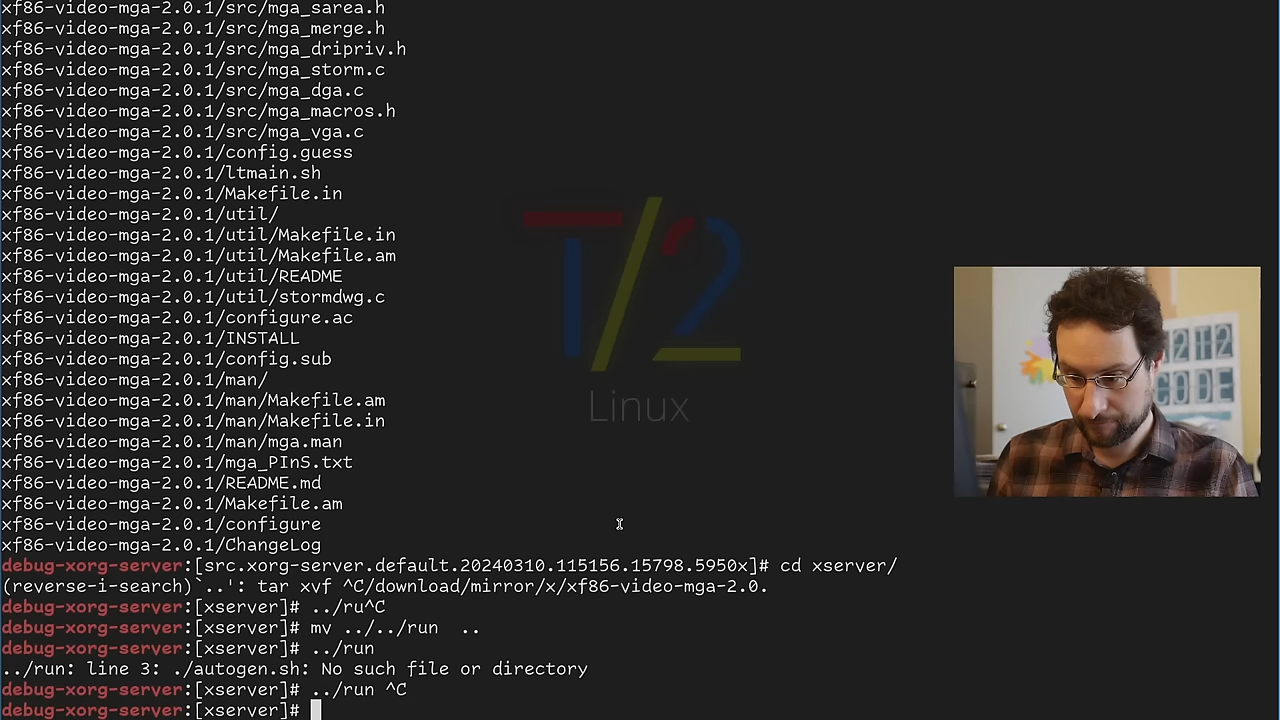 xf86-video-mga-2.0.1/src/mga_sarea.h
xf86-video-mga-2.0.1/src/mga_merge.h
xf86-video-mga-2.0.1/src/mga_dripriv.h
xf86-video-mga-2.0.1/src/mga_storm.c
xf86-video-mga-2.0.1/src/mga_dga.c
xf86-video-mga-2.0.1/src/mga_macros.h
xf86-video-mga-2.0.1/src/mga_vga.c
xf86-video-mga-2.0.1/config.guess
xf86-video-mga-2.0.1/ltmain.sh
xf86-video-mga-2.0.1/Makefile.in
xf86-video-mga-2.0.1/util/
xf86-video-mga-2.0.1/util/Makefile.in
xf86-video-mga-2.0.1/util/Makefile.am
xf86-video-mga-2.0.1/util/README
xf86-video-mga-2.0.1/util/stormdwg.c
xf86-video-mga-2.0.1/configure.ac
xf86-video-mga-2.0.1/INSTALL
xf86-video-mga-2.0.1/config.sub
xf86-video-mga-2.0.1/man/
xf86-video-mga-2.0.1/man/Makefile.am
xf86-video-mga-2.0.1/man/Makefile.in
xf86-video-mga-2.0.1/man/mga.man
xf86-video-mga-2.0.1/mga_PInS.txt
xf86-video-mga-2.0.1/README.md
xf86-video-mga-2.0.1/Makefile.am
xf86-video-mga-2.0.1/configure
xf86-video-mga-2.0.1/ChangeLog
debug-xorg-server:[src.xorg-server.default.20240310.115156.15798.5950x]# cd xserver/
(reverse-i-search)`..': tar xvf ^C/download/mirror/x/xf86-video-mga-2.0.
debug-xorg-server:[xserver]# ../ru^C
debug-xorg-server:[xserver]# mv ../../run  ..
debug-xorg-server:[xserver]# ../run
../run: line 3: ./autogen.sh: No such file or directory
debug-xorg-server:[xserver]# ../run ^C
debug-xorg-server:[xserver]#
T/2
Linux
CODE